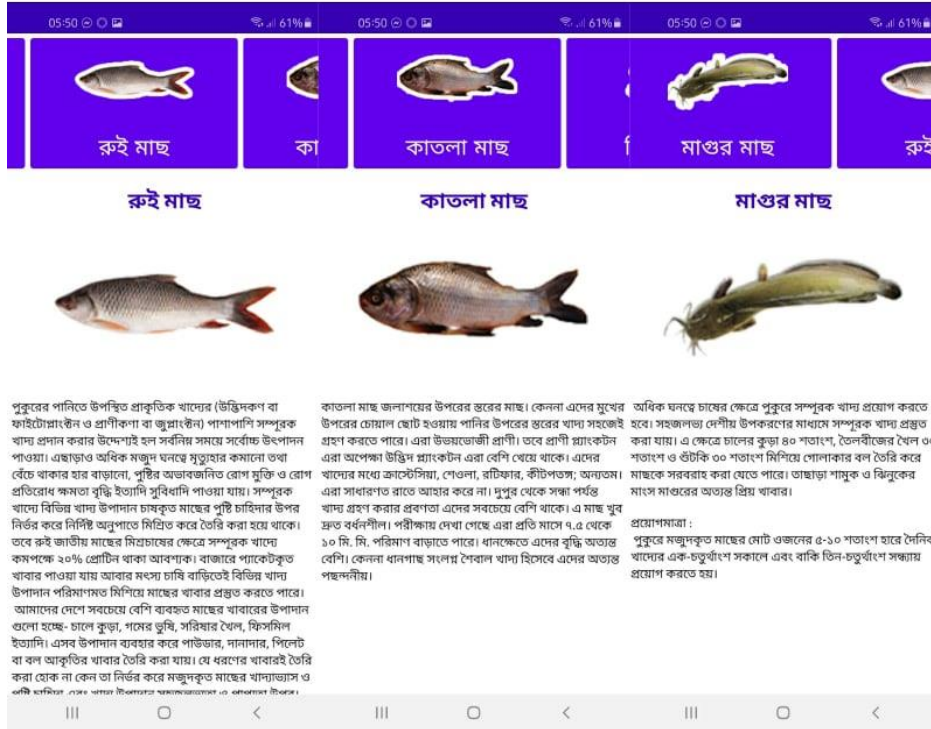 05:50
61%
রুই মাছ
কা
রুই মাছ
পুকুরের পানিতে উপস্থিত প্রাকৃতিক খাদ্যের (উদ্ভিদকণ বা
ফাইটোপ্লাংক্টন ও প্রাণীকণা বা জুপ্লাংক্টন) পাশাপাশি সম্পূরক
খাদ্য প্রদান করার উদ্দেশ্যই হল সর্বনিম্ন সময়ে সর্বোচ্চ উৎপাদন
পাওয়া। এছাড়াও অধিক মজুদ ঘনত্বে মৃত্যুহার কমানো তথা
বেঁচে থাকার হার বাড়ানো, পুষ্টির অভাবজনিত রোগ মুক্তি ও রোগ
প্রতিরোধ ক্ষমতা বৃদ্ধি ইত্যাদি সুবিধাদি পাওয়া যায়। সম্পূরক
খাদ্যে বিভিন্ন খাদ্য উপাদান চাষকৃত মাছের পুষ্টি চাহিদার উপর
নির্ভর করে নির্দিষ্ট অনুপাতে মিশ্রিত করে তৈরি করা হয়ে থাকে।
তবে রুই জাতীয় মাছের মিশ্রচাষের ক্ষেত্রে সম্পূরক খাদ্যে
কমপক্ষে ২০% প্রোটিন থাকা আবশ্যক। বাজারে প্যাকেটকৃত
খাবার পাওয়া যায় আবার মৎস্য চাষি বাড়িতেই বিভিন্ন খাদ্য
উপাদান পরিমাণমত মিশিয়ে মাছের খাবার প্রস্তুত করতে পারে।
আমাদের দেশে সবচেয়ে বেশি ব্যবহৃত মাছের খাবারের উপাদান
গুলো হচ্ছে- চালে কুড়া, গমের ভুষি, সরিষার খৈল, ফিসমিল
ইত্যাদি। এসব উপাদান ব্যবহার করে পাউডার, দানাদার, পিলেট
বা বল আকৃতির খাবার তৈরি করা যায়। যে ধরণের খাবারই তৈরি
করা হোক না কেন তা নির্ভর করে মজুদকৃত মাছের খাদ্যাভ্যাস ও
05:50
61%
কাতলা মাছ
কাতলা মাছ
কাতলা মাছ জলাশয়ের উপরের স্তরের মাছ। কেননা এদের মুখের
উপরের চোয়াল ছোট হওয়ায় পানির উপরের স্তরের খাদ্য সহজেই
গ্রহণ করতে পারে। এরা উভয়ভোজী প্রাণী। তবে প্রাণী প্ল্যাংকটন
এরা অপেক্ষা উদ্ভিদ প্ল্যাংকটন এরা বেশি খেয়ে থাকে। এদের
খাদ্যের মধ্যে ক্রাস্টেসিয়া, শেওলা, রটিফার, কীটপতঙ্গ; অন্যতম।
এরা সাধারণত রাতে আহার করে না। দুপুর থেকে সন্ধা পর্যন্ত
খাদ্য গ্রহণ করার প্রবণতা এদের সবচেয়ে বেশি থাকে। এ মাছ খুব
দ্রুত বর্ধনশীল। পরীক্ষায় দেখা গেছে এরা প্রতি মাসে ৭.৫ থেকে
১০ মি. মি. পরিমাণ বাড়াতে পারে। ধানক্ষেতে এদের বৃদ্ধি অত্যন্ত
বেশি। কেননা ধানগাছ সংলগ্ন শৈবাল খাদ্য হিসেবে এদের অত্যন্ত
পছন্দনীয়।
05:50
61%
মাগুর মাছ
রুই
মাগুর মাছ
অধিক ঘনত্বে চাষের ক্ষেত্রে পুকুরে সম্পূরক খাদ্য প্রয়োগ করতে
হবে। সহজলভ্য দেশীয় উপকরণের মাধ্যমে সম্পূরক খাদ্য প্রস্তুত
করা যায়। এ ক্ষেত্রে চালের কুড়া ৪০ শতাংশ, তৈলবীজের খৈল
শতাংশ ও শুঁটকি ৩০ শতাংশ মিশিয়ে গোলাকার বল তৈরি করে
মাছকে সরবরাহ করা যেতে পারে। তাছাড়া শামুক ও ঝিনুকের
মাংস মাগুরের অত্যন্ত প্রিয় খাবার।
প্রয়োগমাত্রা :
পুকুরে মজুদকৃত মাছের মোট ওজনের ৫-১০ শতাংশ হারে দৈনিক
খাদ্যের এক-চতুর্থাংশ সকালে এবং বাকি তিন-চতুর্থাংশ সন্ধ্যায়
প্রয়োগ করতে হয়।